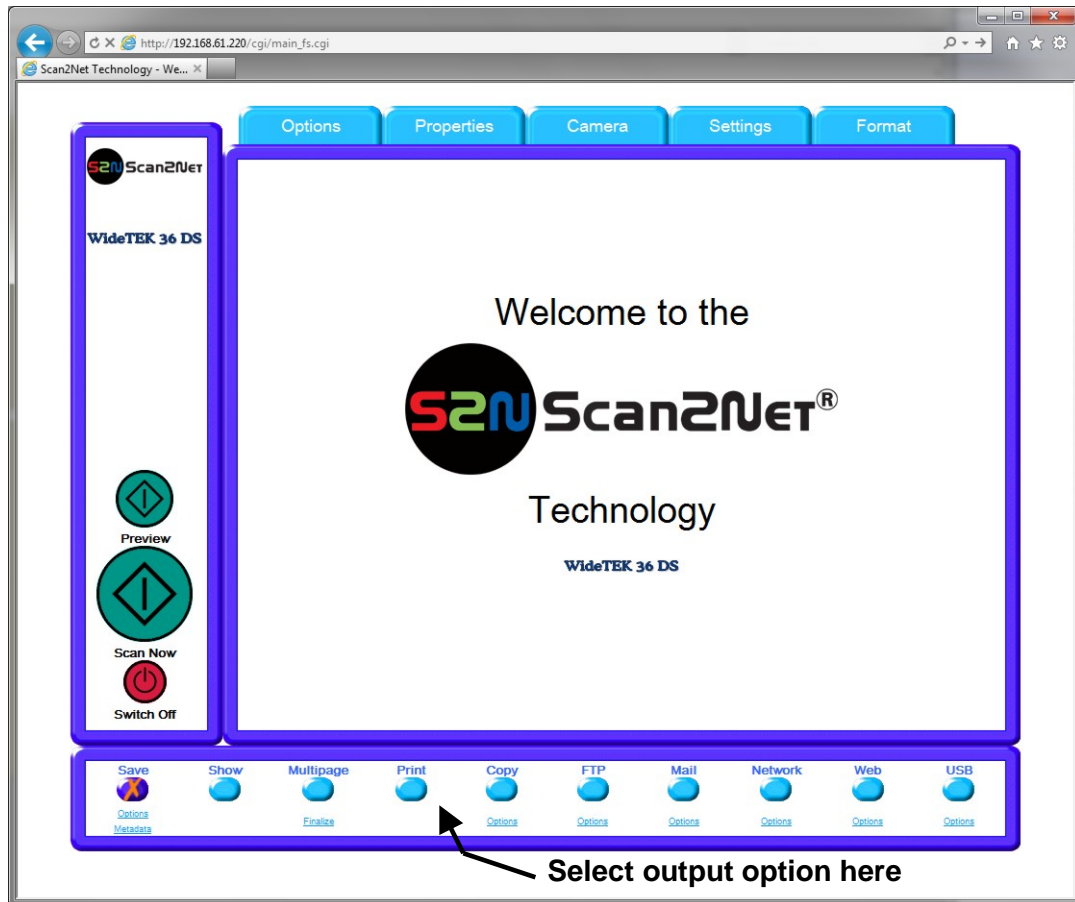 http://192.168.61.220/cgi/main_fs.cgi
Scan2Net Technology - We...
Options Properties Camera Settings Format
S2N Scan2Net
WideTEK 36 DS
Welcome to the
S2N Scan2Net®
Technology
WideTEK 36 DS
Preview
Scan Now
Switch Off
Save Show Multipage Print Copy FTP Mail Network Web USB
Options Finalize Options Options Options Options Options Options
Metadata
Select output option here